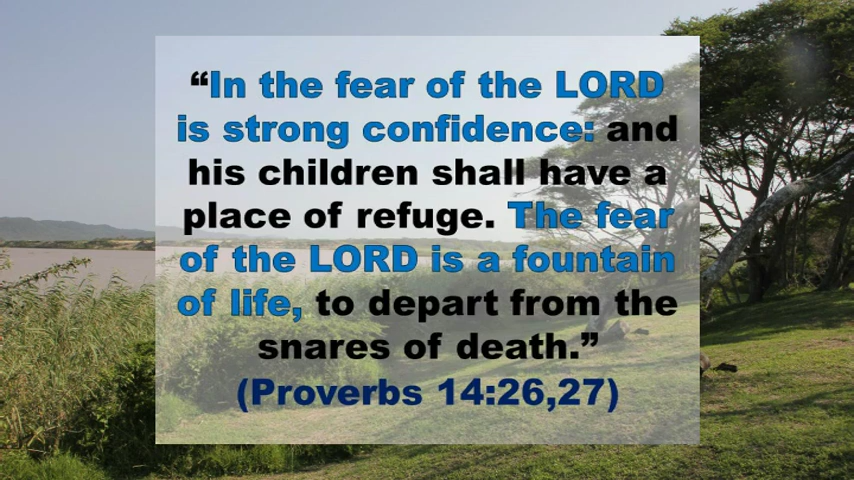 “In the fear of the LORD
is strong confidence: and
his children shall have a
place of refuge. The fear
of the LORD is a fountain
of life, to depart from the
snares of death.”
(Proverbs 14:26,27)